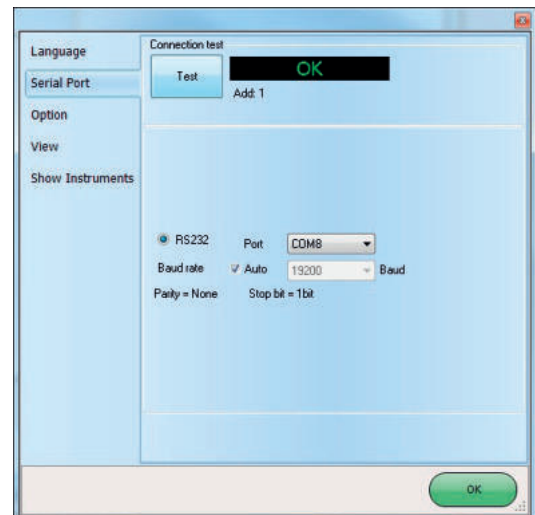 Language
Serial Port
Option
View
Show Instruments
Connection test
Test
OK
Add: 1
RS232 Port COM8
Baud rate Auto 19200 Baud
Parity = None Stop bit = 1bit
OK